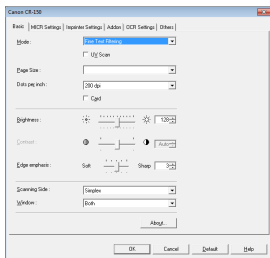 Canon CR-150
Basic | MICR Settings | Imprinter Settings | Addon | OCR Settings | Others
Mode : Fine Text Filtering
UV Scan
Page Size :
Dots per inch : 200 dpi
Card
Brightness : 128
Contrast : Auto
Edge emphasis : Soft Sharp 3
Scanning Side : Simplex
Window : Both
About...
OK Cancel Default Help